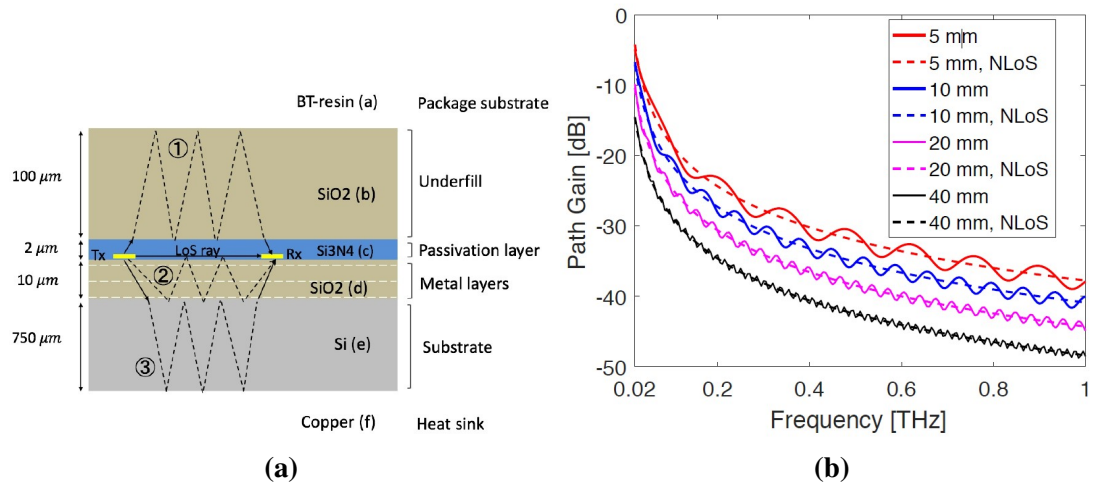 BT-resin (a) Package substrate
①
100 μm
SiO2 (b) Underfill
2 μm
Tx LoS ray Rx Si3N4 (c) Passivation layer
②
10 μm
SiO2 (d) Metal layers
750 μm
Si (e) Substrate
③
Copper (f) Heat sink
(a)
0
-10
-20
-30
-40
-50
Path Gain [dB]
5 mm
5 mm, NLoS
10 mm
10 mm, NLoS
20 mm
20 mm, NLoS
40 mm
40 mm, NLoS
0.02 0.2 0.4 0.6 0.8 1
Frequency [THz]
(b)